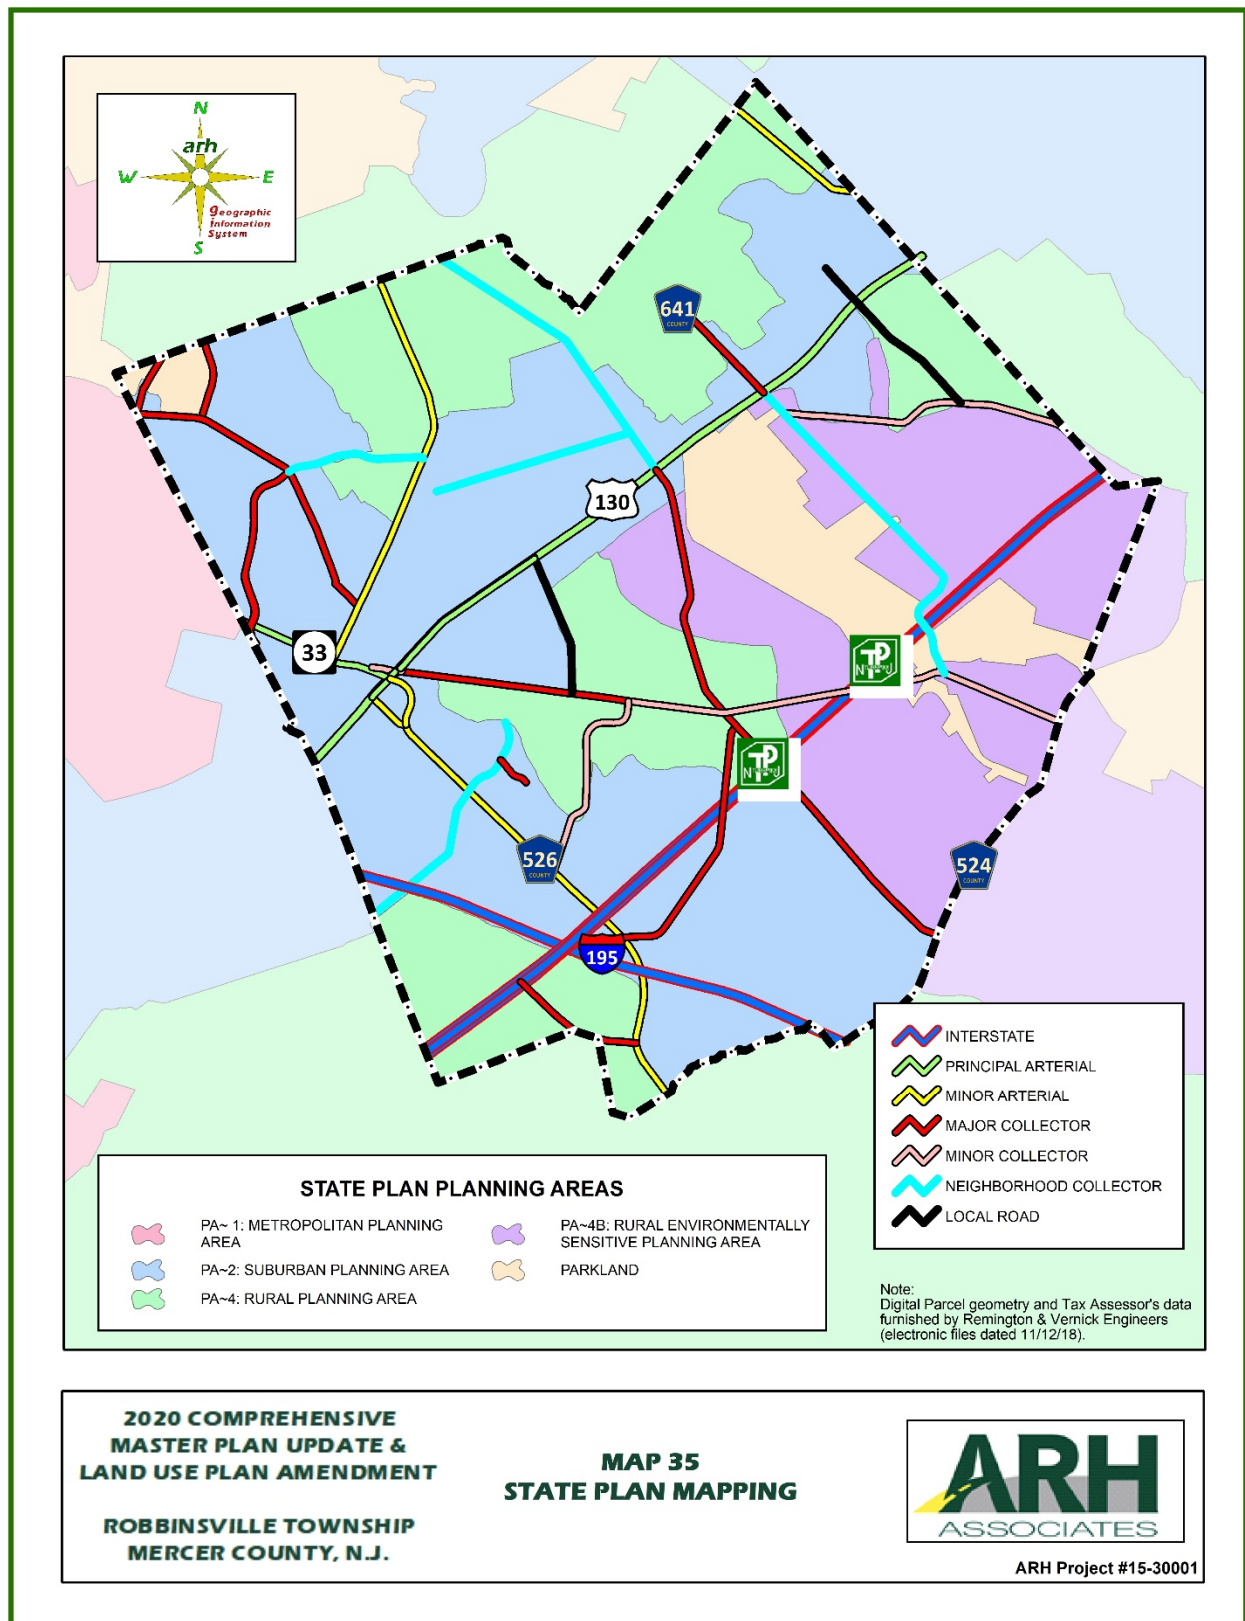 N
arh
W
E
geographic
Information
System
S
641
COUNTY
130
33
526
COUNTY
524
COUNTY
195
INTERSTATE
PRINCIPAL ARTERIAL
MINOR ARTERIAL
MAJOR COLLECTOR
MINOR COLLECTOR
NEIGHBORHOOD COLLECTOR
LOCAL ROAD
STATE PLAN PLANNING AREAS
PA~ 1: METROPOLITAN PLANNING
AREA
PA~2: SUBURBAN PLANNING AREA
PA~4: RURAL PLANNING AREA
PA~4B: RURAL ENVIRONMENTALLY
SENSITIVE PLANNING AREA
PARKLAND
Note:
Digital Parcel geometry and Tax Assessor's data
furnished by Remington & Vernick Engineers
(electronic files dated 11/12/18).
2020 COMPREHENSIVE
MASTER PLAN UPDATE &
LAND USE PLAN AMENDMENT
ROBBINSVILLE TOWNSHIP
MERCER COUNTY, N.J.
MAP 35
STATE PLAN MAPPING
ARH
ASSOCIATES
ARH Project #15-30001